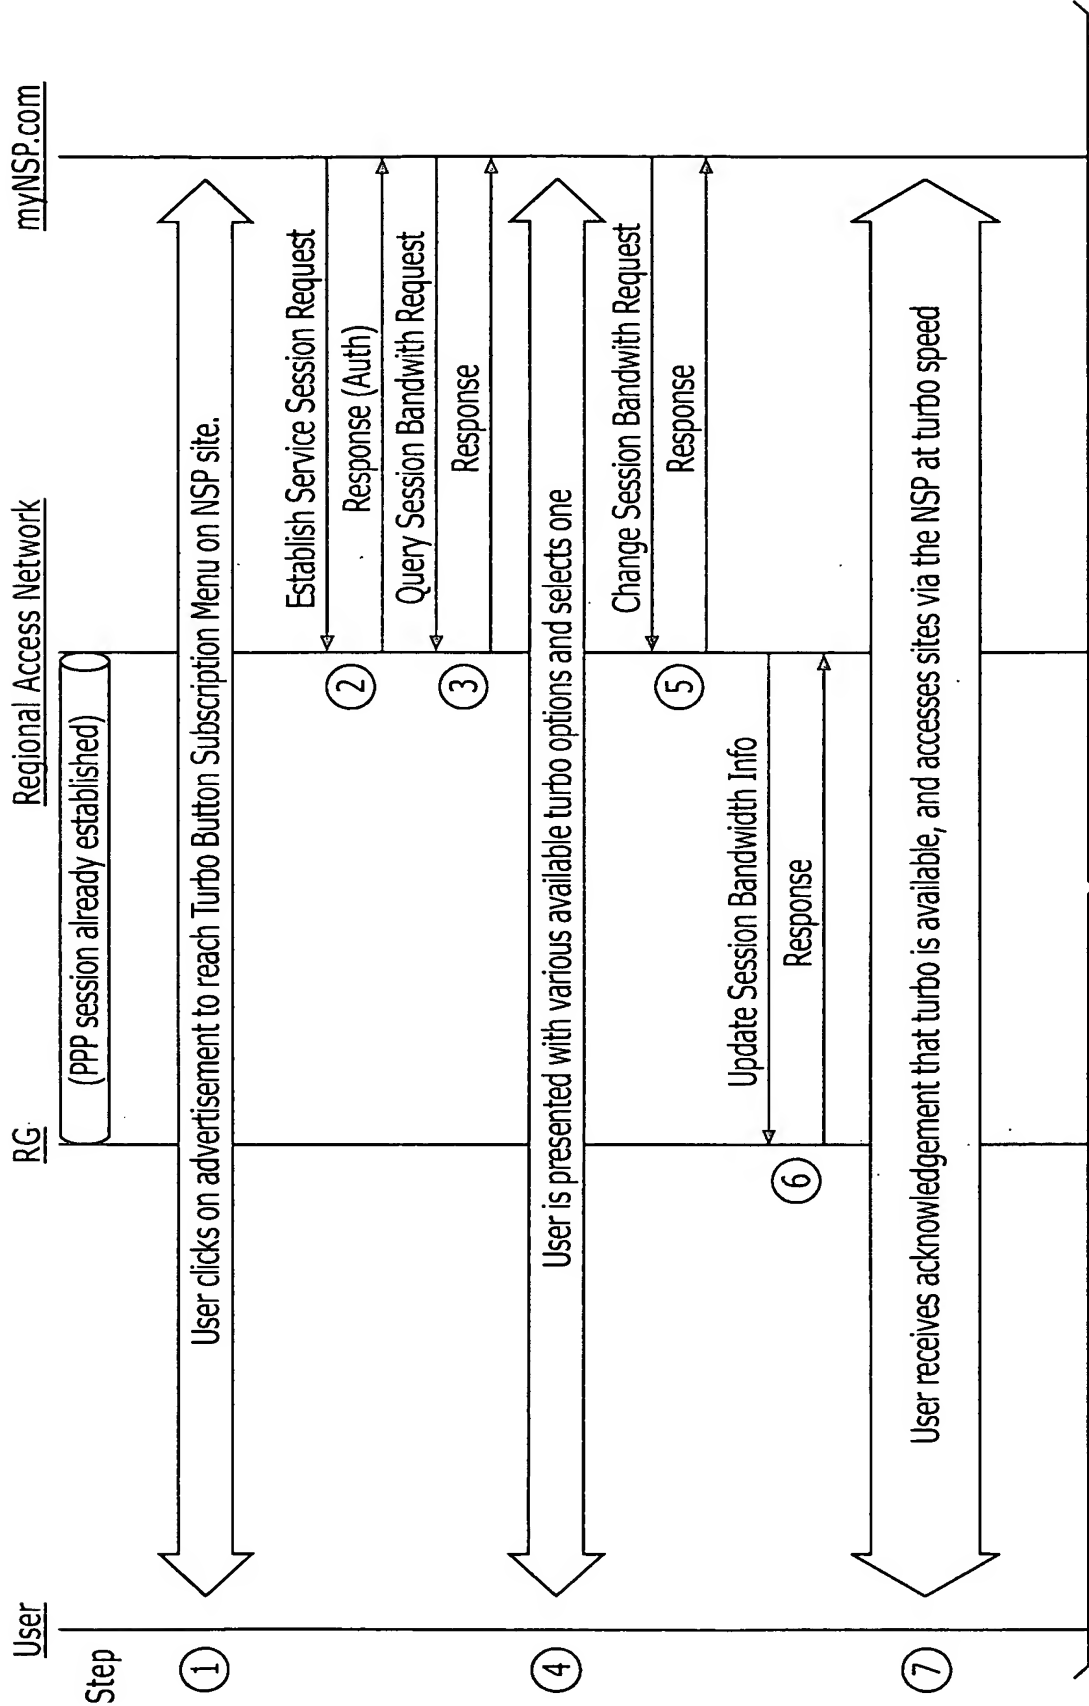 User
RG
Regional Access Network
myNSP.com
Step
(PPP session already established)
1
User clicks on advertisement to reach Turbo Button Subscription Menu on NSP site.
Establish Service Session Request
2
Response (Auth)
Query Session Bandwith Request
3
Response
4
User is presented with various available turbo options and selects one
Change Session Bandwith Request
5
Response
Update Session Bandwidth Info
6
Response
7
User receives acknowledgement that turbo is available, and accesses sites via the NSP at turbo speed